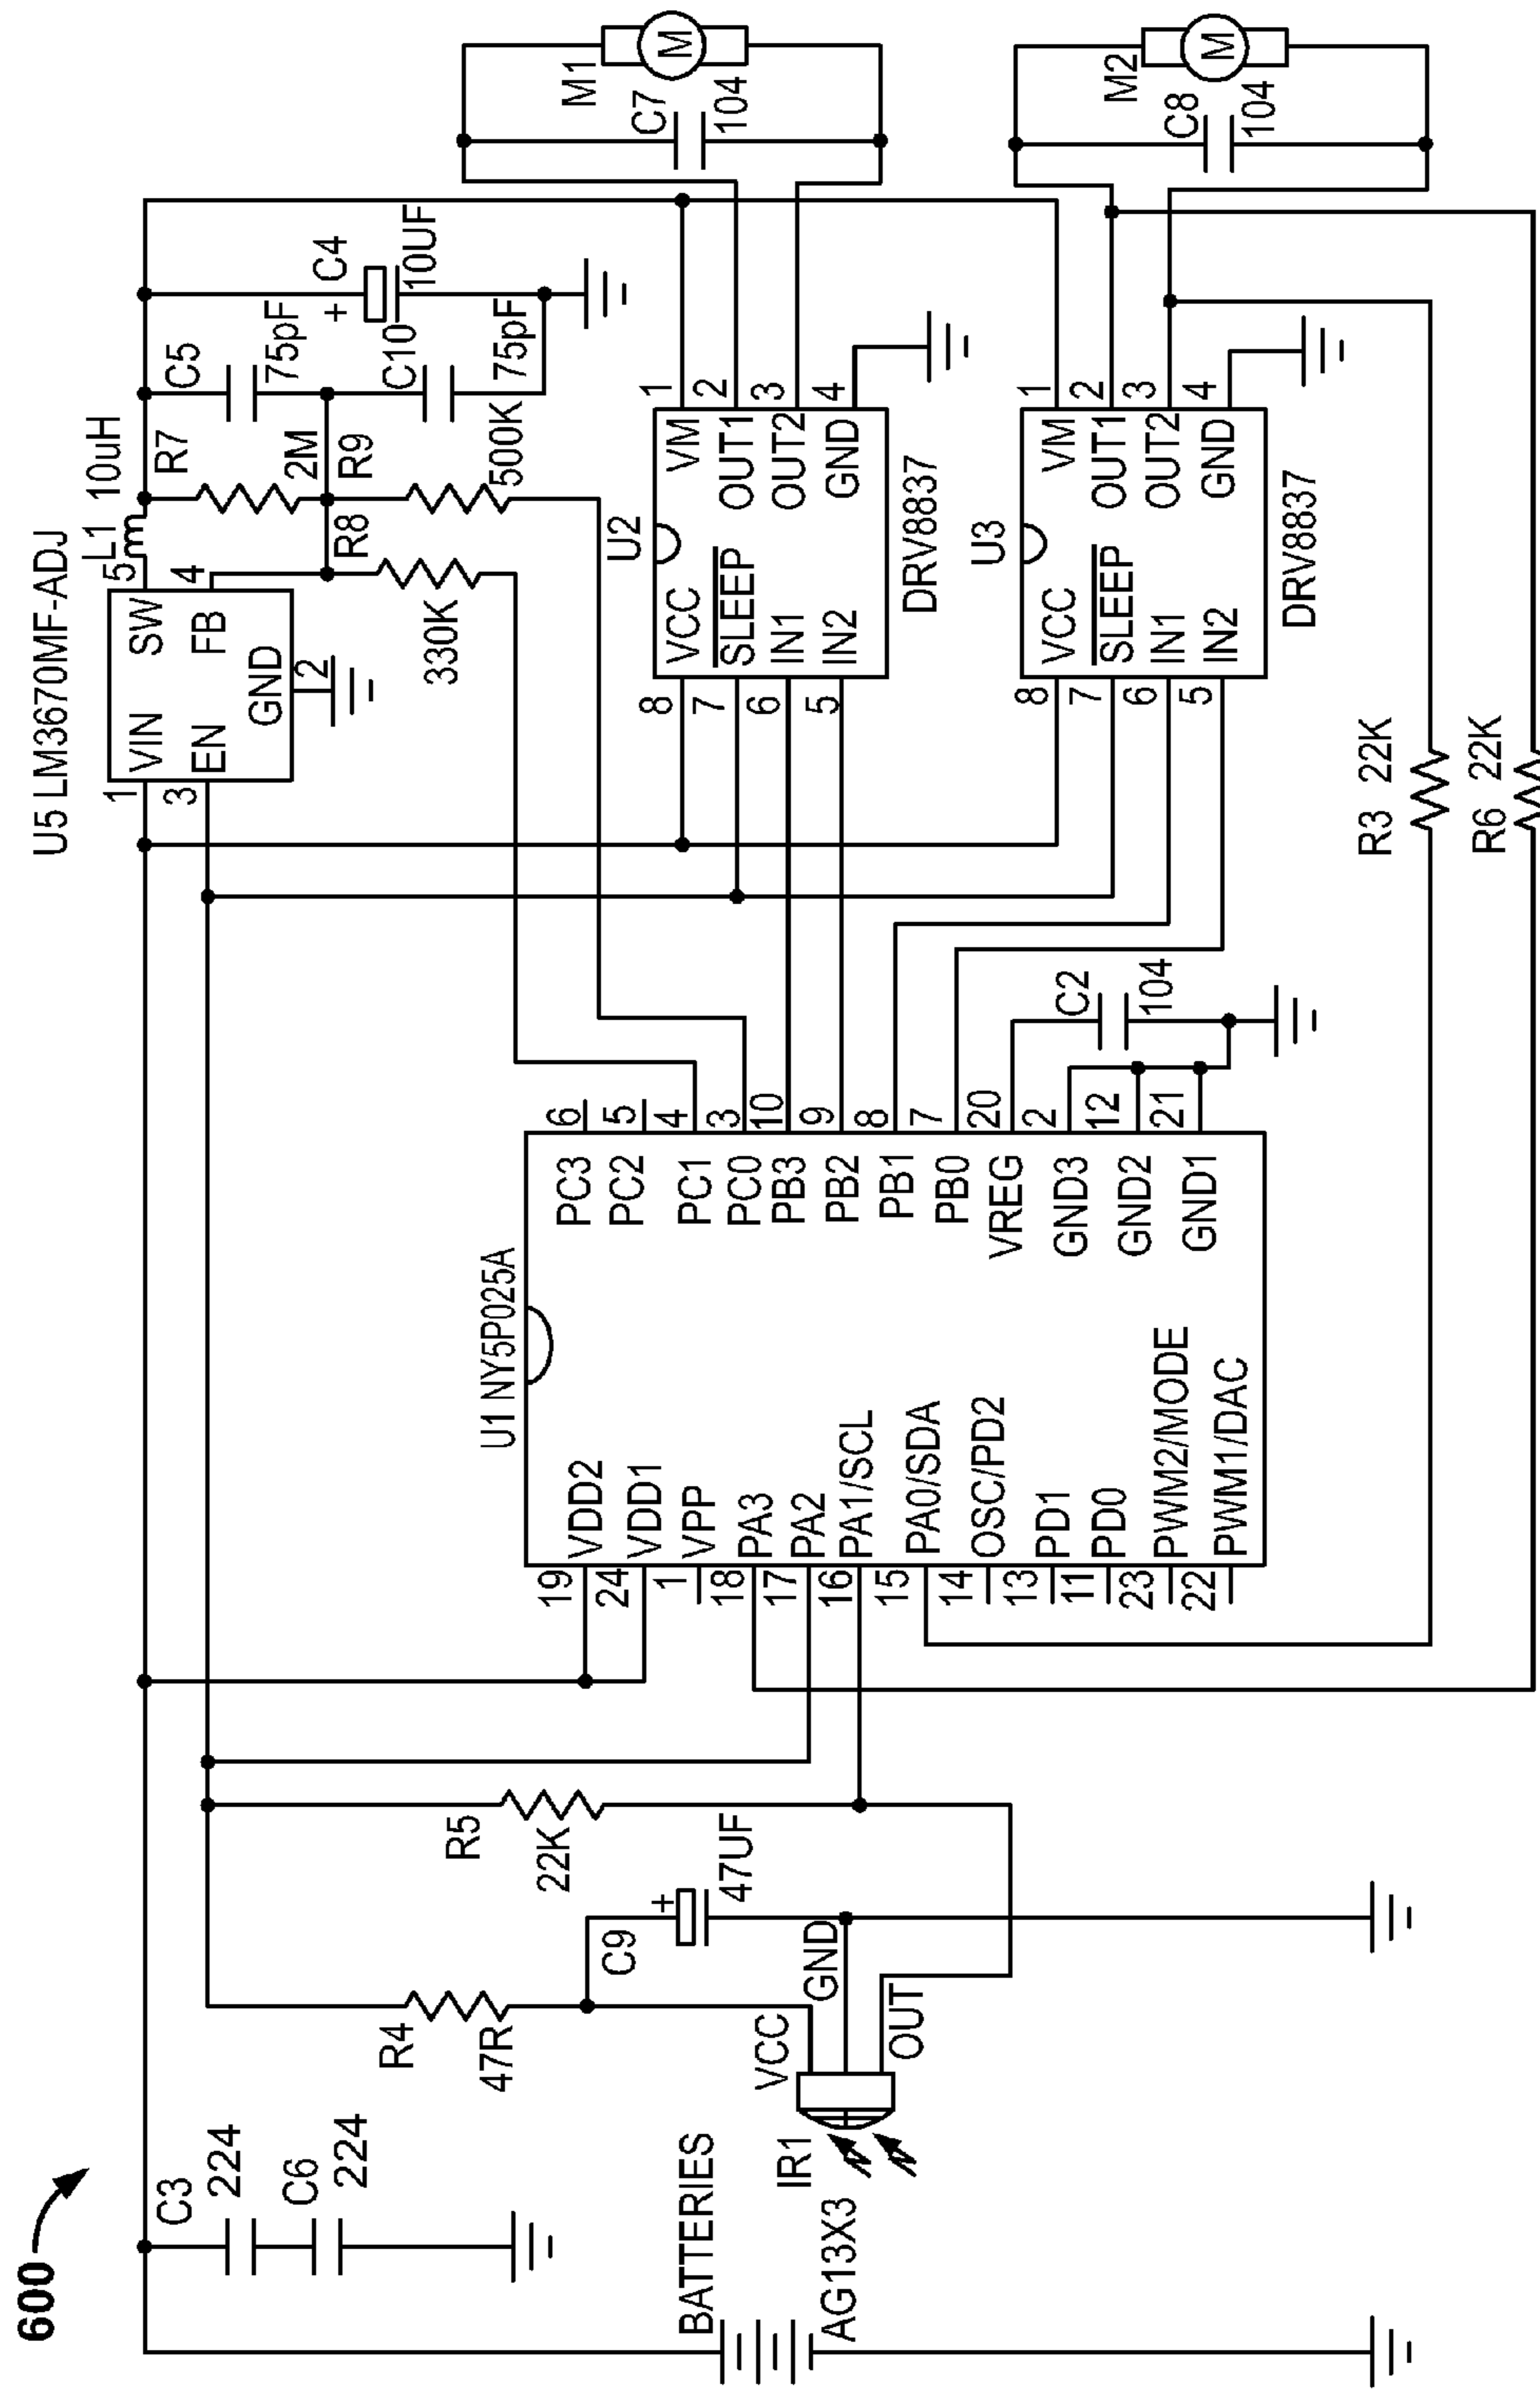 600
BATTERIES
AG13X3
C3
224
C6
224
IR1
VCC
GND
OUT
R4
47R
C9
+
47UF
R5
22K
U1 NY5P025A
19
VDD2
24
VDD1
1
VPP
18
PA3
17
PA2
16
PA1/SCL
15
PA0/SDA
14
OSC/PD2
13
PD1
11
PD0
23
PWM2/MODE
22
PWM1/DAC
PC3
6
PC2
5
PC1
4
PC0
3
PB3
10
PB2
9
PB1
8
PB0
7
VREG
20
GND3
2
GND2
12
GND1
21
C2
104
U5 LM3670MF-ADJ
1
VIN
3
EN
SW
5
FB
4
GND
2
L1 10uH
R7
2M
R8
330K
R9
500K
C5
75pF
C10
75pF
+
C4
10UF
U2
8
VCC
7
SLEEP
6
IN1
5
IN2
VM
1
OUT1
2
OUT2
3
GND
4
DRV8837
U3
8
VCC
7
SLEEP
6
IN1
5
IN2
VM
1
OUT1
2
OUT2
3
GND
4
DRV8837
R3 22K
R6 22K
C7
104
M1
M
C8
104
M2
M